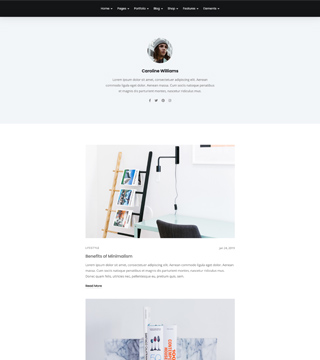 Home Pages Portfolio Blog Shop Features Elements
Caroline Williams
Lorem ipsum dolor sit amet, consectetuer adipiscing elit. Aenean
commodo ligula eget dolor. Aenean massa. Cum sociis natoque penatibus
et magnis dis parturient montes, nascetur ridiculus mus.
LIFESTYLE
Benefits of Minimalism
Lorem ipsum dolor sit amet, consectetuer adipiscing elit. Aenean commodo ligula eget dolor. Aenean
massa. Cum sociis natoque penatibus et magnis dis parturient montes, nascetur ridiculus mus.
Donec quam felis, ultricies nec, pellentesque eu, pretium quis, sem.
Read More